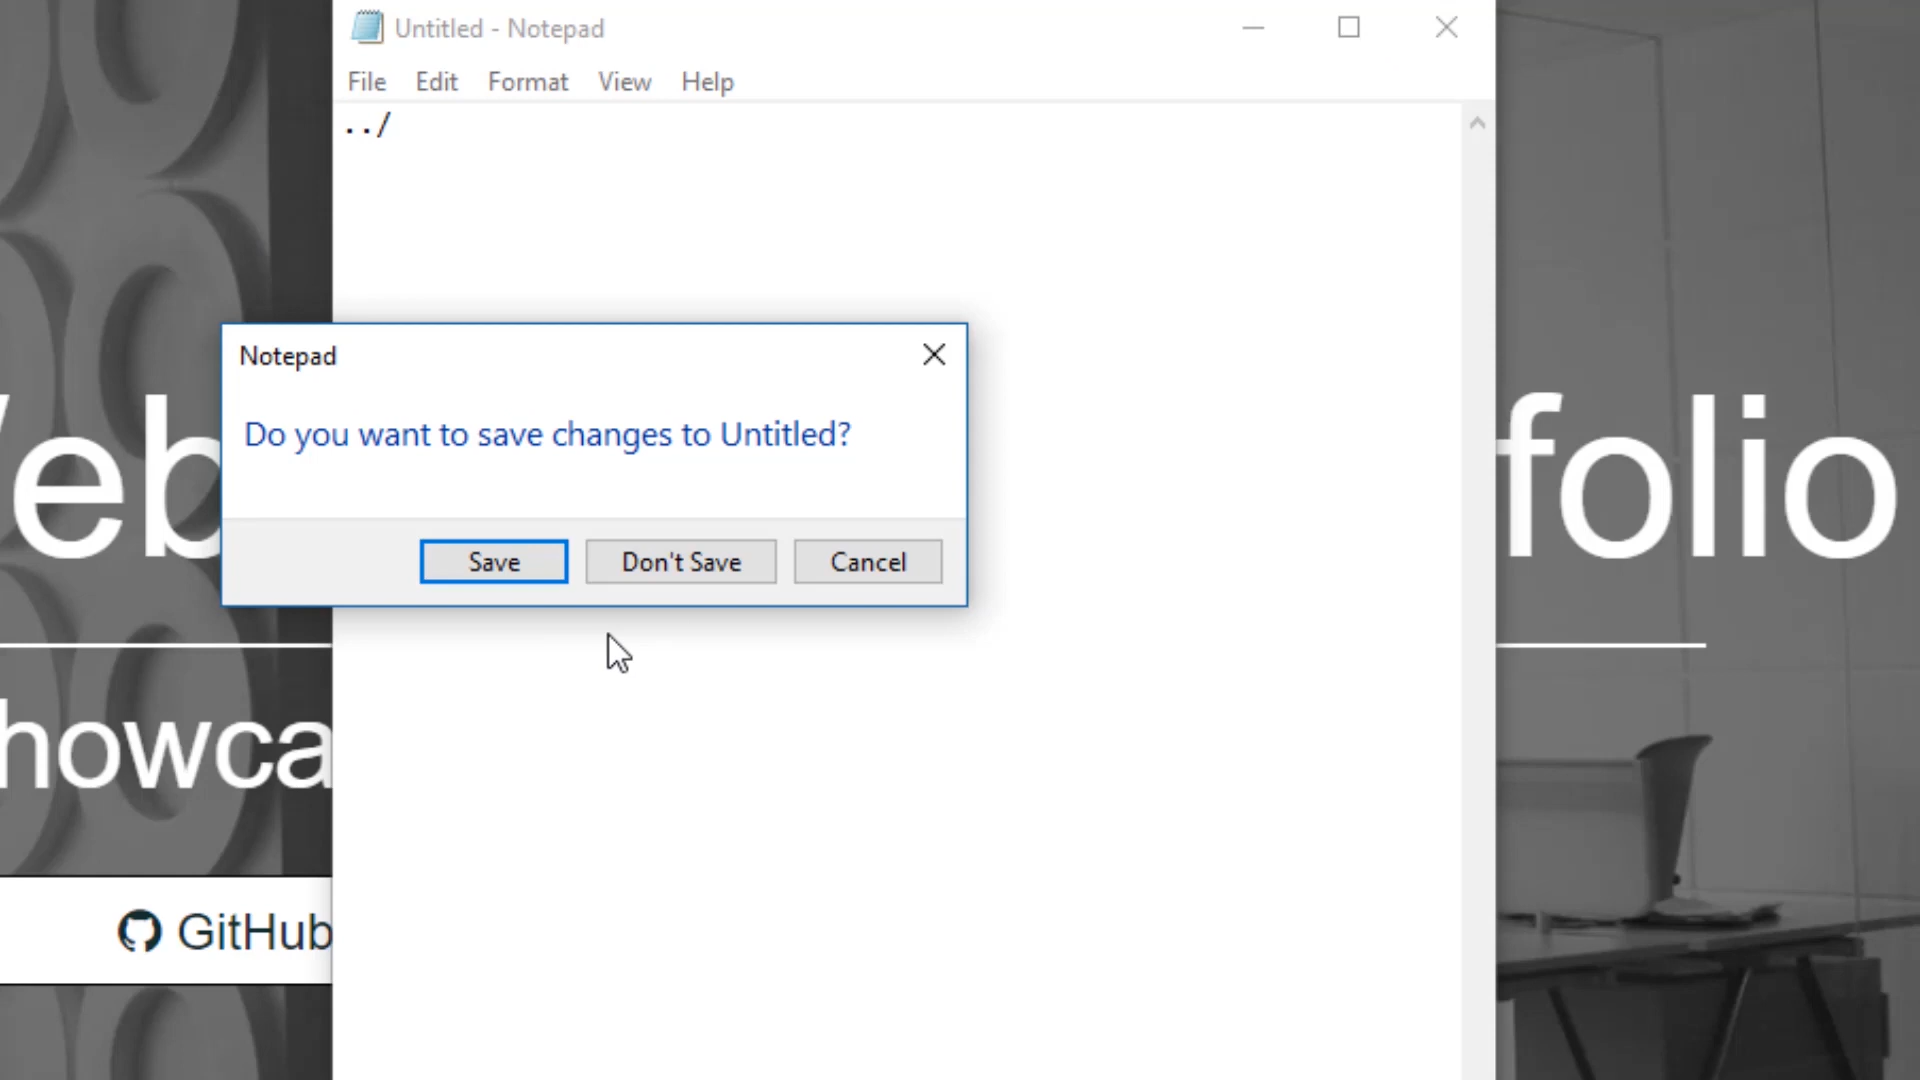 Untitled - Notepad
File Edit Format View Help
../
Notepad
Do you want to save changes to Untitled?
Save Don't Save Cancel
eb folio
howca
GitHub